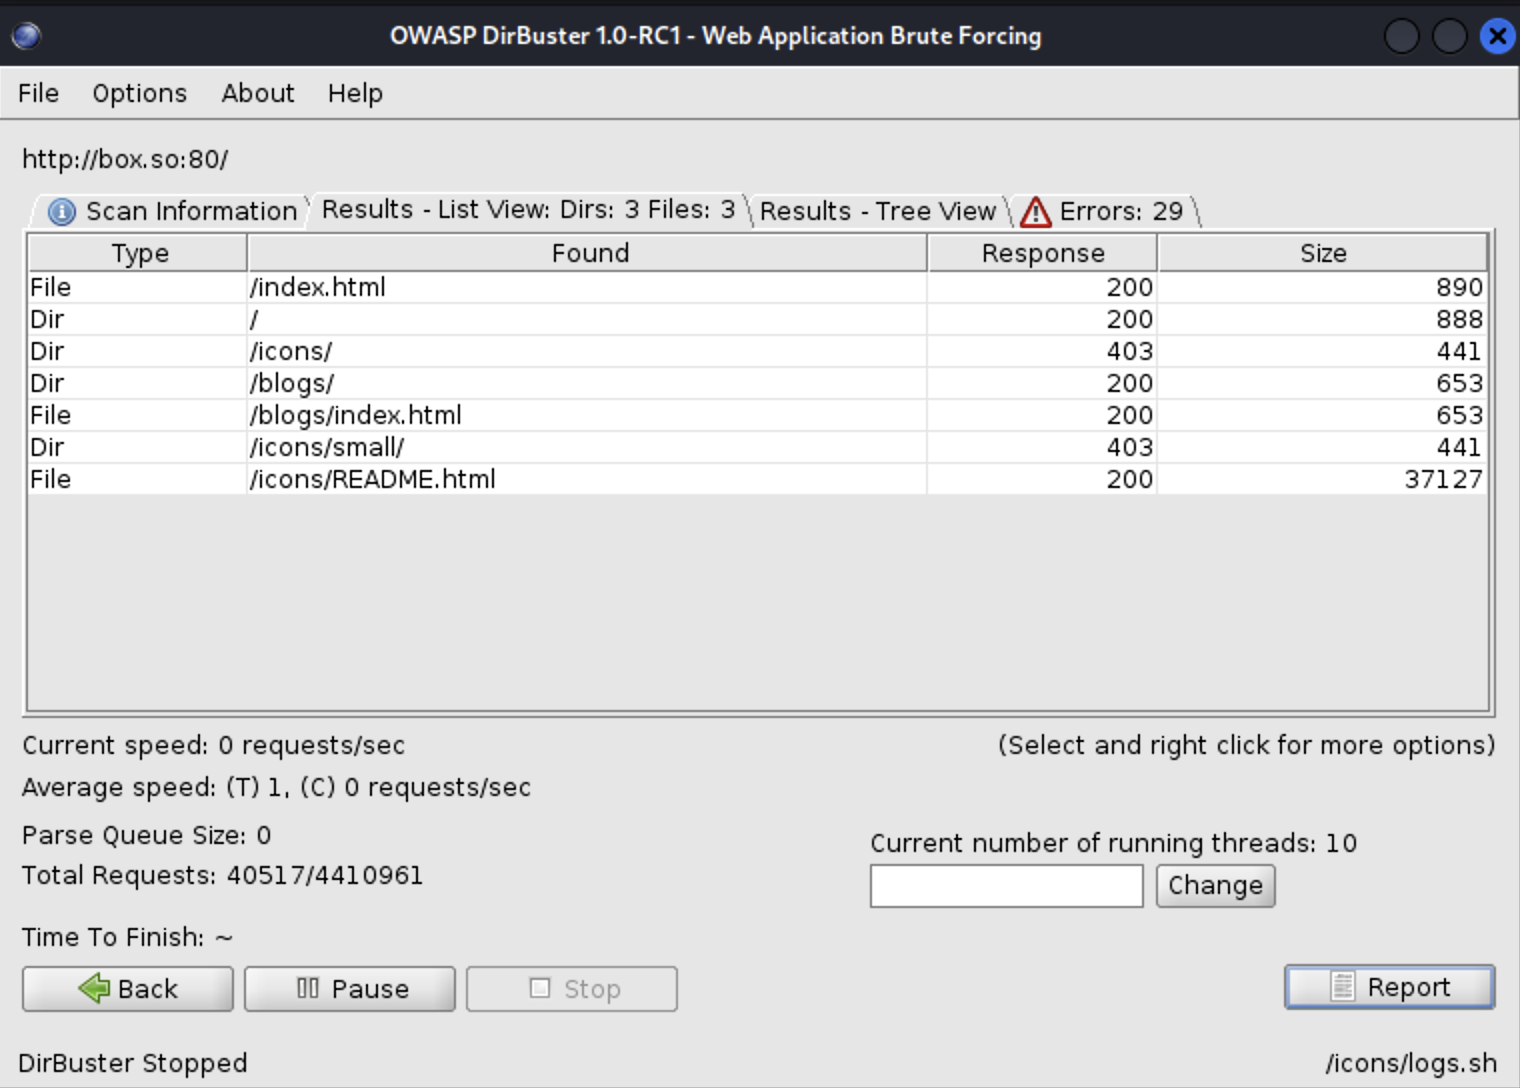 OWASP DirBuster 1.0-RC1 - Web Application Brute Forcing
File Options About Help
http://box.so:80/
Scan Information Results - List View: Dirs: 3 Files: 3 Results - Tree View Errors: 29
Type Found Response Size
File /index.html 200 890
Dir / 200 888
Dir /icons/ 403 441
Dir /blogs/ 200 653
File /blogs/index.html 200 653
Dir /icons/small/ 403 441
File /icons/README.html 200 37127
Current speed: 0 requests/sec (Select and right click for more options)
Average speed: (T) 1, (C) 0 requests/sec
Parse Queue Size: 0
Current number of running threads: 10
Total Requests: 40517/4410961
Change
Time To Finish: ~
Back Pause Stop Report
DirBuster Stopped /icons/logs.sh